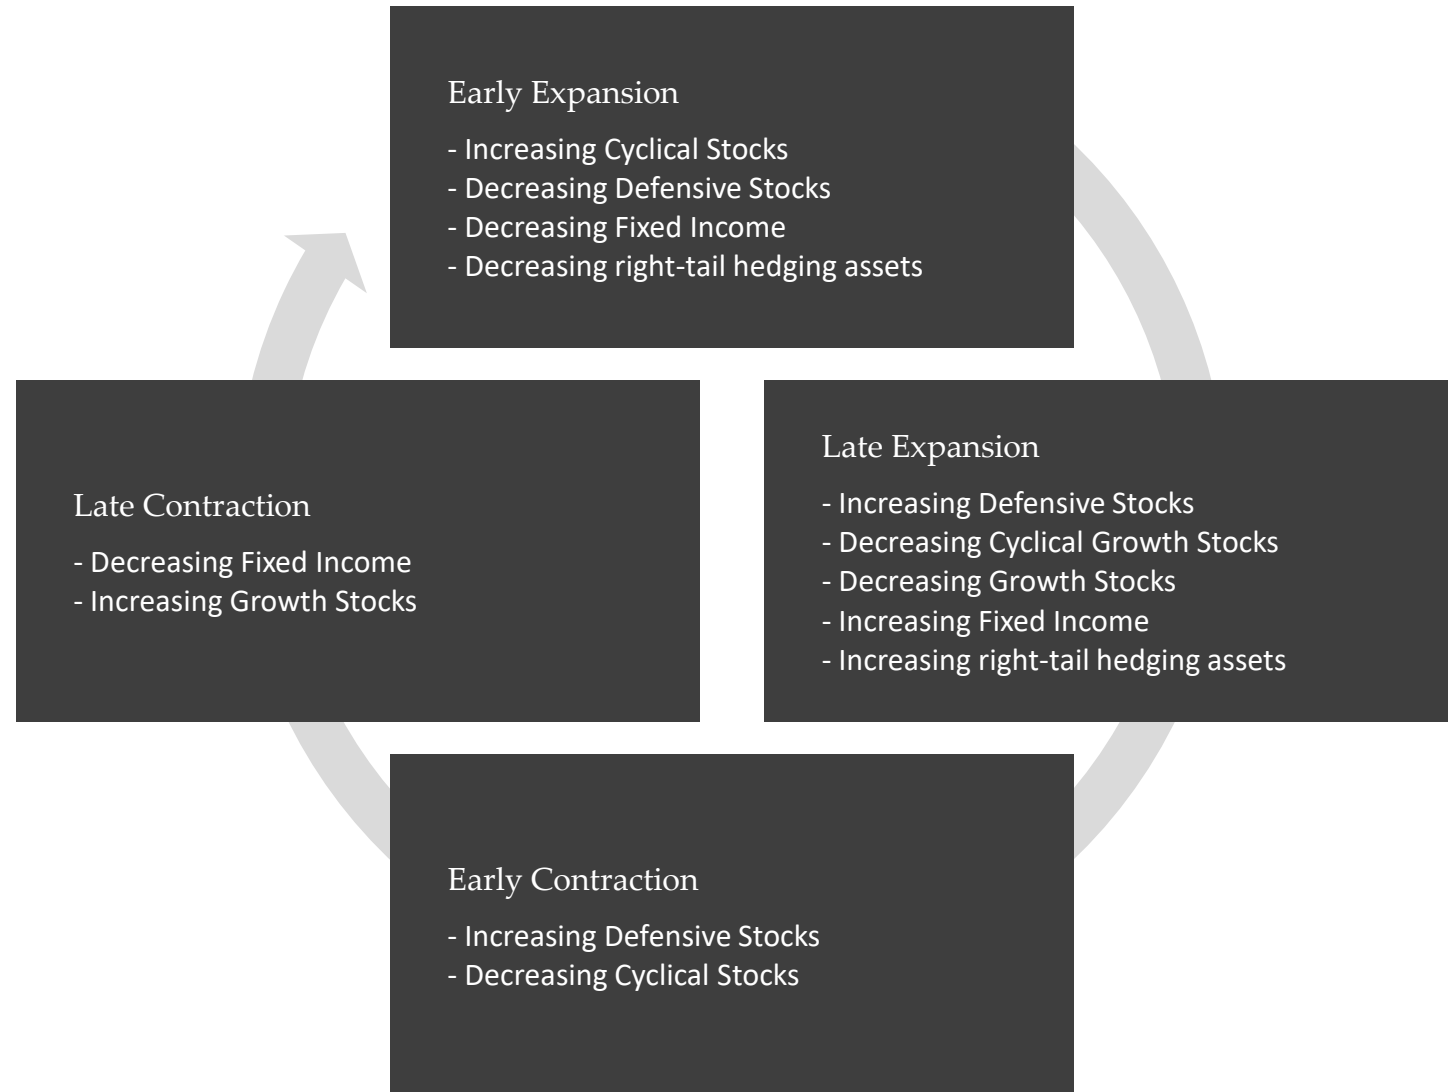 Early Expansion
- Increasing Cyclical Stocks
- Decreasing Defensive Stocks
- Decreasing Fixed Income
- Decreasing right-tail hedging assets
Late Expansion
- Increasing Defensive Stocks
- Decreasing Cyclical Growth Stocks
- Decreasing Growth Stocks
- Increasing Fixed Income
- Increasing right-tail hedging assets
Early Contraction
- Increasing Defensive Stocks
- Decreasing Cyclical Stocks
Late Contraction
- Decreasing Fixed Income
- Increasing Growth Stocks